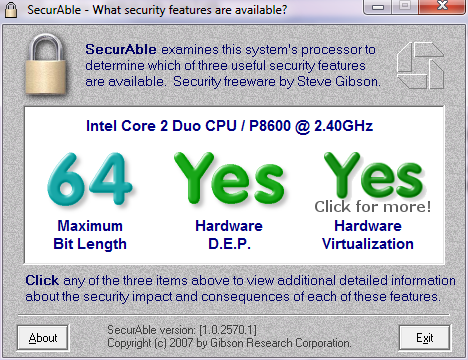 SecurAble - What security features are available?
SecurAble examines this system's processor to
determine which of three useful security features
are available. Security freeware by Steve Gibson.
Intel Core 2 Duo CPU / P8600 @ 2.40GHz
64 Yes Yes
Click for more!
Maximum Hardware Hardware
Bit Length D.E.P. Virtualization
Click any of the three items above to view additional detailed information
about the security impact and consequences of each of these features.
About
SecurAble version: [1.0.2570.1]
Copyright (c) 2007 by Gibson Research Corporation.
Exit